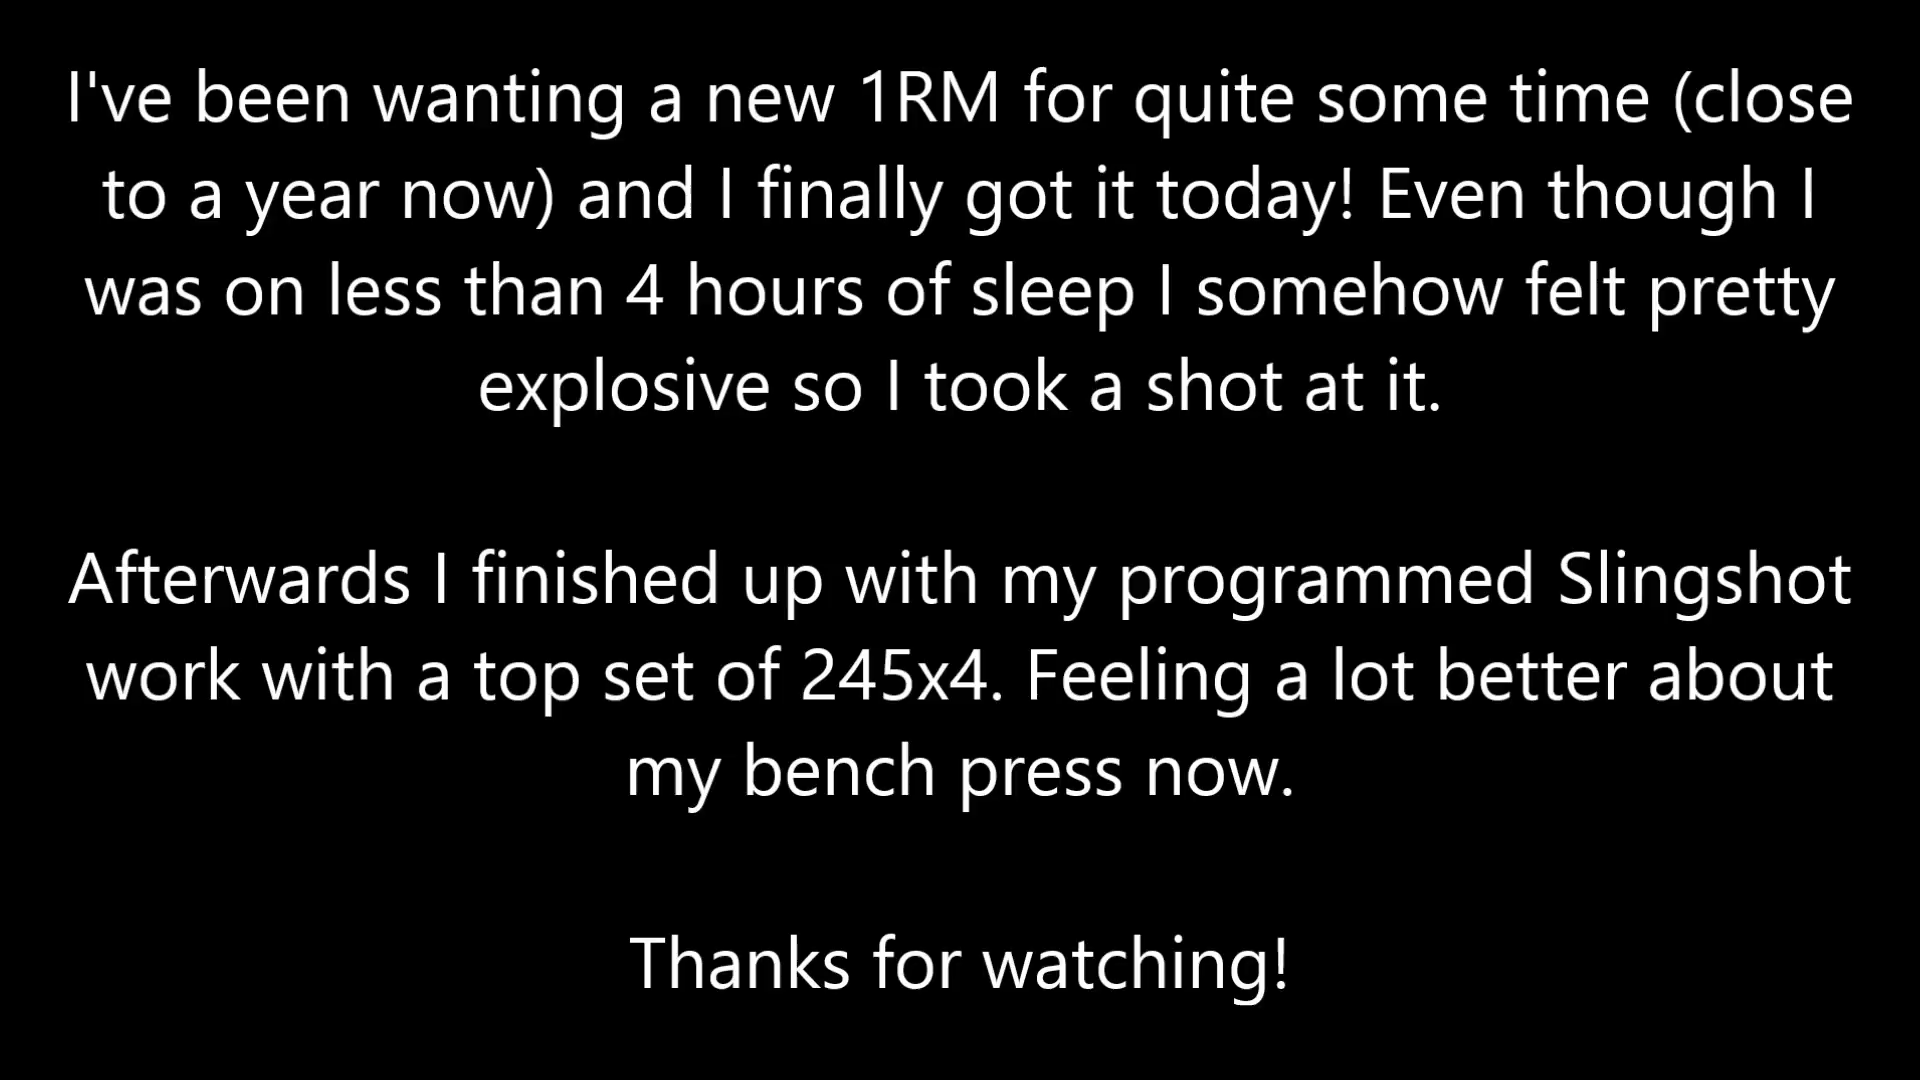 I've been wanting a new 1RM for quite some time (close
to a year now) and I finally got it today! Even though I
was on less than 4 hours of sleep I somehow felt pretty
explosive so I took a shot at it.
Afterwards I finished up with my programmed Slingshot
work with a top set of 245x4. Feeling a lot better about
my bench press now.
Thanks for watching!